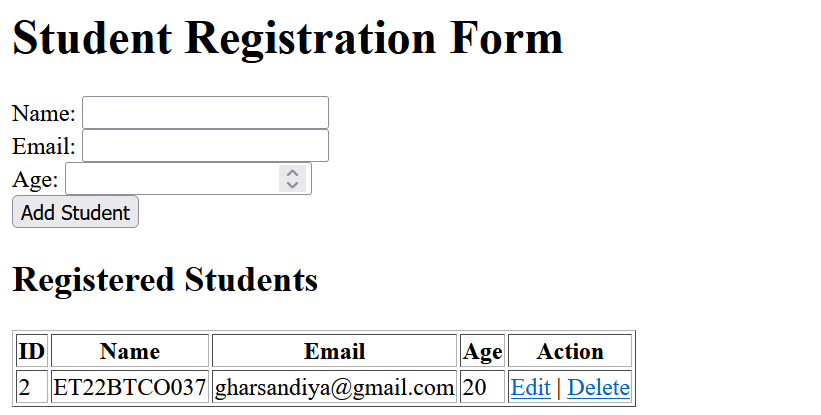 Student Registration Form
Name:
Email:
Age:
Add Student
Registered Students
ID Name Email Age Action
2 ET22BTCO037 gharsandiya@gmail.com 20 Edit | Delete